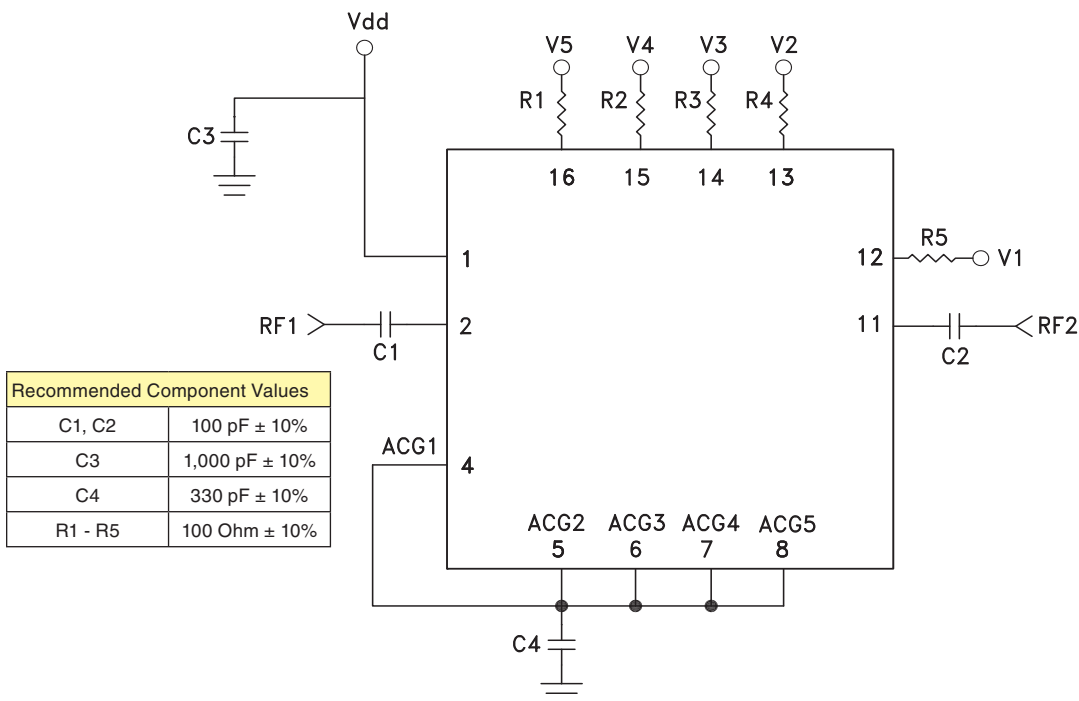 Vdd
V5 V4 V3 V2
R1 R2 R3 R4
C3
16 15 14 13
1
12 R5 V1
RF1 C1 2
11 C2 RF2
Recommended Component Values
C1, C2 100 pF ± 10%
C3 1,000 pF ± 10%
C4 330 pF ± 10%
R1 - R5 100 Ohm ± 10%
ACG1 4
ACG2 ACG3 ACG4 ACG5
5 6 7 8
C4